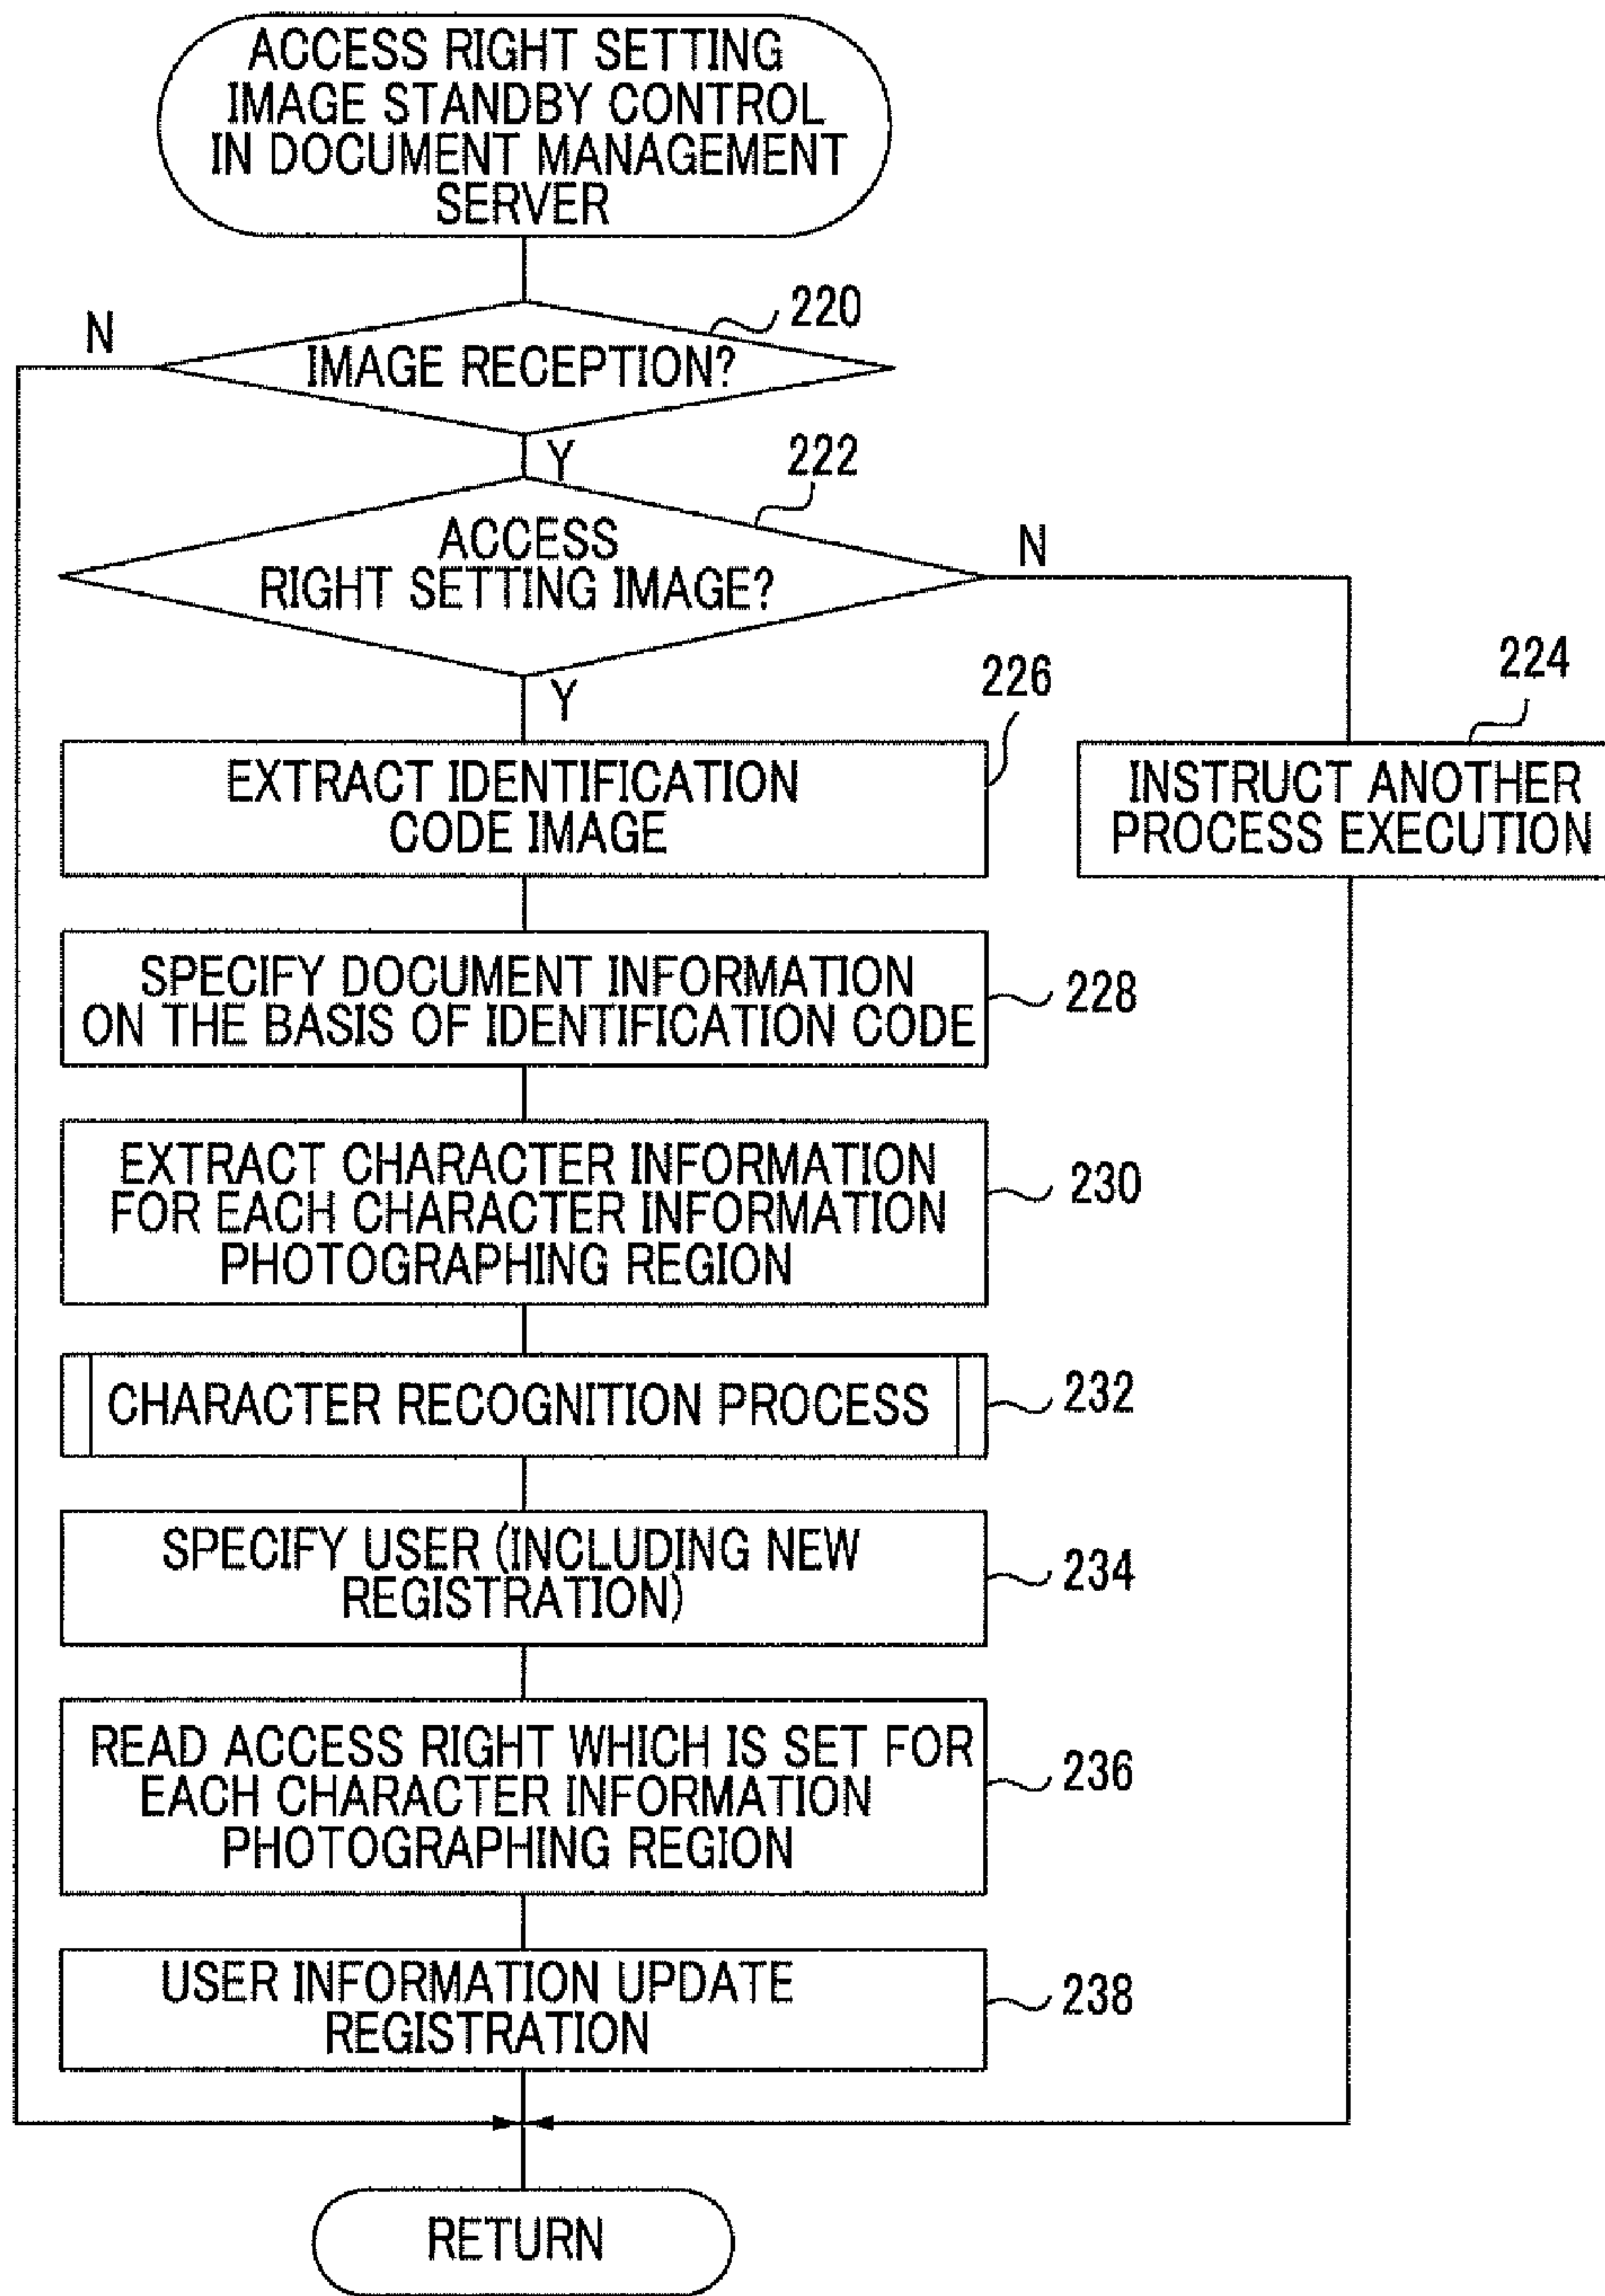 ACCESS RIGHT SETTING
IMAGE STANDBY CONTROL
IN DOCUMENT MANAGEMENT
SERVER
220
N
IMAGE RECEPTION?
Y
222
ACCESS
RIGHT SETTING IMAGE?
N
Y
226
224
EXTRACT IDENTIFICATION
CODE IMAGE
INSTRUCT ANOTHER
PROCESS EXECUTION
SPECIFY DOCUMENT INFORMATION
ON THE BASIS OF IDENTIFICATION CODE
228
EXTRACT CHARACTER INFORMATION
FOR EACH CHARACTER INFORMATION
PHOTOGRAPHING REGION
230
CHARACTER RECOGNITION PROCESS
232
SPECIFY USER (INCLUDING NEW
REGISTRATION)
234
READ ACCESS RIGHT WHICH IS SET FOR
EACH CHARACTER INFORMATION
PHOTOGRAPHING REGION
236
USER INFORMATION UPDATE
REGISTRATION
238
RETURN